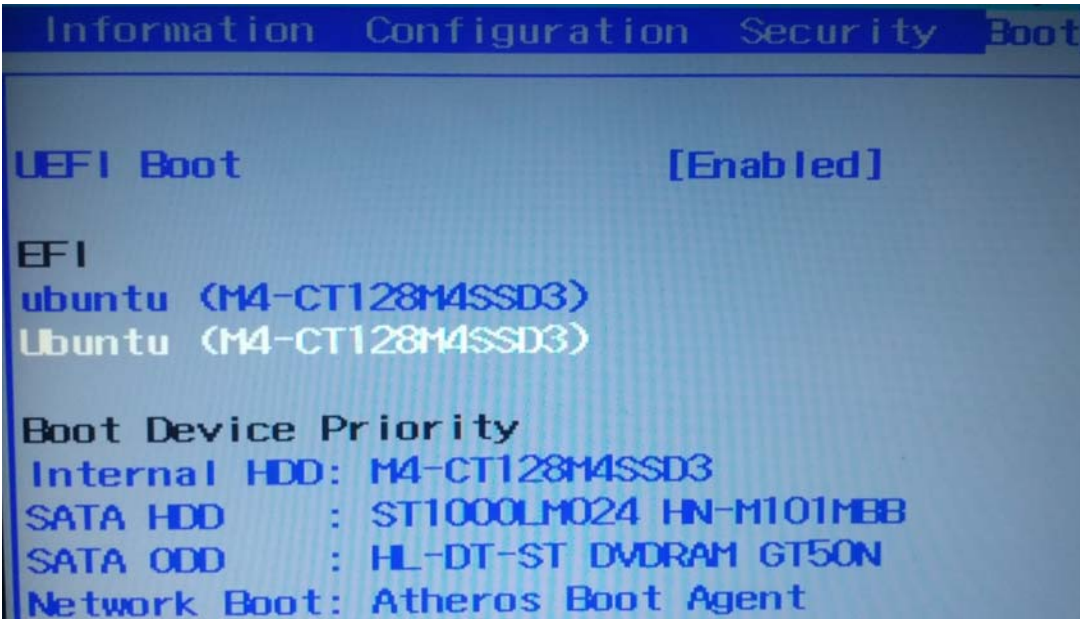 Information Configuration Security Boot
UEFI Boot [Enabled]
EFI
ubuntu (M4-CT128M4SSD3)
Ubuntu (M4-CT128M4SSD3)
Boot Device Priority
Internal HDD: M4-CT128M4SSD3
SATA HDD : ST1000LM024 HN-M101MBB
SATA ODD : HL-DT-ST DVDRAM GT50N
Network Boot: Atheros Boot Agent